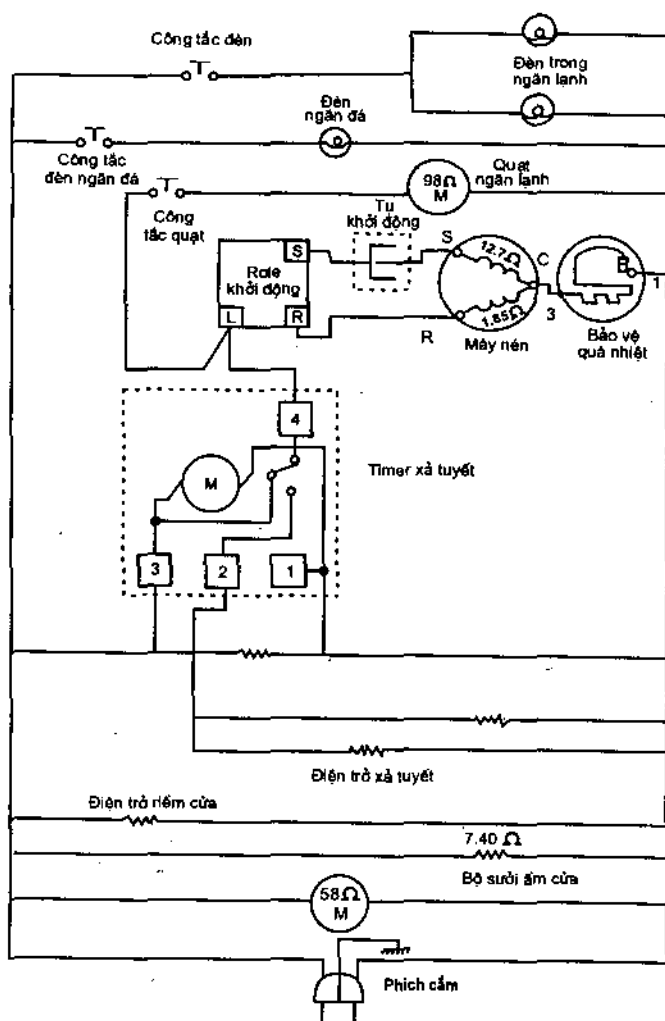 Công tắc đèn
Đèn trong
ngăn lạnh
Đèn
ngăn đá
Công tắc
đèn ngăn đá
Quạt
ngăn lạnh
98Ω
M
Công
tắc quạt
Tụ
khởi động
S
Rơle
khởi động
L
R
S
12.7Ω
C
1.85Ω
R
Máy nén
3
1
Bảo vệ
quá nhiệt
4
M
Timer xả tuyết
3
2
1
Điện trở xả tuyết
Điện trở riềm cửa
7.40 Ω
Bộ sưởi ấm cửa
58Ω
M
Phích cắm